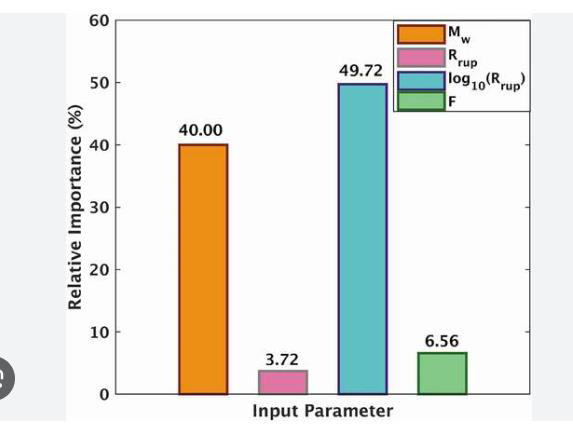 60
50
40
30
20
10
0
Relative Importance (%)
40.00
3.72
49.72
6.56
M_w
R_rup
log_10(R_rup)
F
Input Parameter